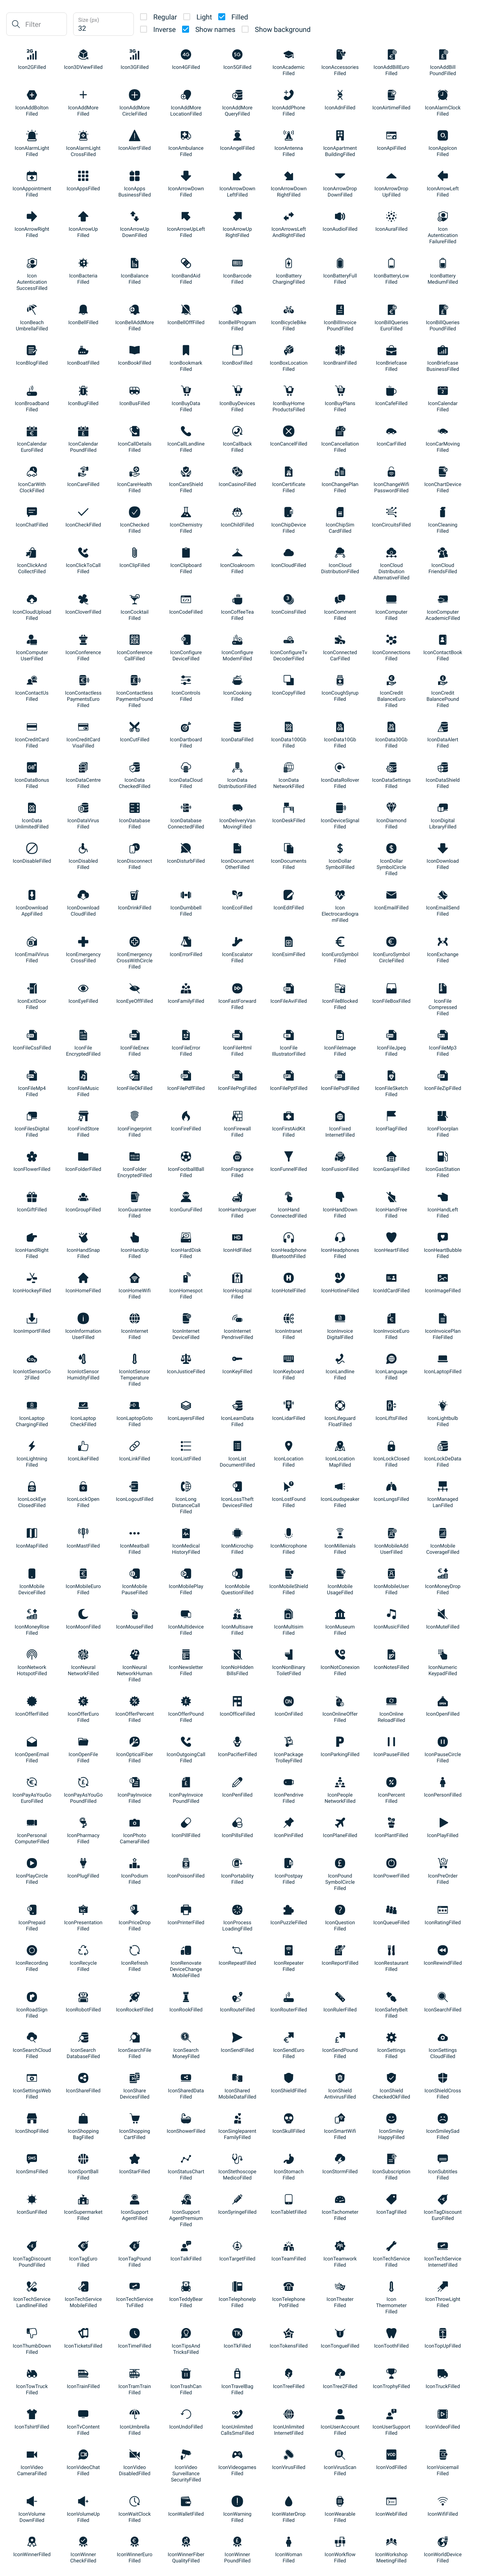 Filter
Size (px)
32
Regular Light Filled
Inverse Show names Show background
Icon2GFilled Icon3DViewFilled Icon3GFilled Icon4GFilled Icon5GFilled IconAcademic IconAccessories IconAddBillEuro IconAddBill
Filled Filled Filled PoundFilled
IconAddBolton IconAddMore IconAddMore IconAddMore IconAddMore IconAddPhone IconAdnFilled IconAirtimeFilled IconAlarmClock
Filled Filled CircleFilled LocationFilled QueryFilled Filled Filled
IconAlarmLight IconAlarmLight IconAlertFilled IconAmbulance IconAngelFilled IconAntenna IconApartment IconApiFilled IconAppIcon
Filled CrossFilled Filled Filled BuildingFilled Filled
IconAppointment IconAppsFilled IconApps IconArrowDown IconArrowDown IconArrowDown IconArrowDrop IconArrowDrop IconArrowLeft
Filled BusinessFilled Filled LeftFilled RightFilled DownFilled UpFilled Filled
IconArrowRight IconArrowUp IconArrowUp IconArrowUpLeft IconArrowUp IconArrowsLeft IconAudioFilled IconAuraFilled Icon
Filled Filled DownFilled Filled RightFilled AndRightFilled Autentication
FailureFilled
Icon IconBacteria IconBalance IconBandAid IconBarcode IconBattery IconBatteryFull IconBatteryLow IconBattery
Autentication Filled Filled Filled Filled ChargingFilled Filled Filled MediumFilled
SuccessFilled
IconBeach IconBellFilled IconBellAddMore IconBellOffFilled IconBellProgram IconBicycleBike IconBillInvoice IconBillQueries IconBillQueries
UmbrellaFilled Filled Filled Filled PoundFilled EuroFilled PoundFilled
IconBlogFilled IconBoatFilled IconBookFilled IconBookmark IconBoxFilled IconBoxLocation IconBrainFilled IconBriefcase IconBriefcase
Filled Filled Filled BusinessFilled
IconBroadband IconBugFilled IconBusFilled IconBuyData IconBuyDevices IconBuyHome IconBuyPlans IconCafeFilled IconCalendar
Filled Filled Filled ProductsFilled Filled Filled
IconCalendar IconCalendar IconCallDetails IconCallLandline IconCallback IconCancelFilled IconCancellation IconCarFilled IconCarMoving
EuroFilled PoundFilled Filled Filled Filled Filled Filled
IconCarWith IconCareFilled IconCareHealth IconCareShield IconCasinoFilled IconCertificate IconChangePlan IconChangeWifi IconChartDevice
ClockFilled Filled Filled Filled Filled PasswordFilled Filled
IconChatFilled IconCheckFilled IconChecked IconChemistry IconChildFilled IconChipDevice IconChipSim IconCircuitsFilled IconCleaning
Filled Filled Filled CardFilled Filled
IconClickAnd IconClickToCall IconClipFilled IconClipboard IconCloakroom IconCloudFilled IconCloud IconCloud IconCloud
CollectFilled Filled Filled Filled DistributionFilled Distribution FriendsFilled
AlternativeFilled
IconCloudUpload IconCloverFilled IconCocktail IconCodeFilled IconCoffeeTea IconCoinsFilled IconComment IconComputer IconComputer
Filled Filled Filled Filled Filled AcademicFilled
IconComputer IconConference IconConference IconConfigure IconConfigure IconConfigureTv IconConnected IconConnections IconContactBook
UserFilled Filled CallFilled DeviceFilled ModemFilled DecoderFilled CarFilled Filled Filled
IconContactUs IconContactless IconContactless IconControls IconCooking IconCopyFilled IconCoughSyrup IconCredit IconCredit
Filled PaymentsEuro PaymentsPound Filled Filled Filled BalanceEuro BalancePound
Filled Filled Filled Filled
IconCreditCard IconCreditCard IconCutFilled IconDartboard IconDataFilled IconData100Gb IconData10Gb IconData30Gb IconDataAlert
Filled VisaFilled Filled Filled Filled Filled Filled
IconDataBonus IconDataCentre IconData IconDataCloud IconData IconData IconDataRollover IconDataSettings IconDataShield
Filled Filled CheckedFilled Filled DistributionFilled NetworkFilled Filled Filled Filled
IconData IconDataVirus IconDatabase IconDatabase IconDeliveryVan IconDeskFilled IconDeviceSignal IconDiamond IconDigital
UnlimitedFilled Filled Filled ConnectedFilled MovingFilled Filled Filled LibraryFilled
IconDisableFilled IconDisabled IconDisconnect IconDisturbFilled IconDocument IconDocuments IconDollar IconDollar IconDownload
Filled Filled OtherFilled Filled SymbolFilled SymbolCircle Filled
Filled
IconDownload IconDownload IconDrinkFilled IconDumbbell IconEcoFilled IconEditFilled Icon IconEmailFilled IconEmailSend
AppFilled CloudFilled Filled Electrocardiogra Filled
mFilled
IconEmailVirus IconEmergency IconEmergency IconErrorFilled IconEscalator IconEsimFilled IconEuroSymbol IconEuroSymbol IconExchange
Filled CrossFilled CrossWithCircle Filled Filled CircleFilled Filled
Filled
IconExitDoor IconEyeFilled IconEyeOffFilled IconFamilyFilled IconFastForward IconFileAviFilled IconFileBlocked IconFileBoxFilled IconFile
Filled Filled Filled Compressed
Filled
IconFileCssFilled IconFile IconFileEnex IconFileError IconFileHtml IconFile IconFileImage IconFileJpeg IconFileMp3
EncryptedFilled Filled Filled Filled IllustratorFilled Filled Filled Filled
IconFileMp4 IconFileMusic IconFileOkFilled IconFilePdfFilled IconFilePngFilled IconFilePptFilled IconFilePsdFilled IconFileSketch IconFileZipFilled
Filled Filled Filled
IconFilesDigital IconFindStore IconFingerprint IconFireFilled IconFirewall IconFirstAidKit IconFixed IconFlagFilled IconFloorplan
Filled Filled Filled Filled Filled InternetFilled Filled
IconFlowerFilled IconFolderFilled IconFolder IconFootballBall IconFragrance IconFunnelFilled IconFusionFilled IconGarajeFilled IconGasStation
EncryptedFilled Filled Filled Filled
IconGiftFilled IconGroupFilled IconGuarantee IconGuruFilled IconHamburguer IconHand IconHandDown IconHandFree IconHandLeft
Filled Filled ConnectedFilled Filled Filled Filled
IconHandRight IconHandSnap IconHandUp IconHardDisk IconHdFilled IconHeadphone IconHeadphones IconHeartFilled IconHeartBubble
Filled Filled Filled Filled BluetoothFilled Filled Filled
IconHockeyFilled IconHomeFilled IconHomeWifi IconHomespot IconHospital IconHotelFilled IconHotlineFilled IconIdCardFilled IconImageFilled
Filled Filled Filled
IconImportFilled IconInformation IconInternet IconInternet IconInternet IconIntranet IconInvoice IconInvoiceEuro IconInvoicePlan
UserFilled Filled DeviceFilled PendriveFilled Filled DigitalFilled Filled FileFilled
IconIotSensorCo IconIotSensor IconIotSensor IconJusticeFilled IconKeyFilled IconKeyboard IconLandline IconLanguage IconLaptopFilled
2Filled HumidityFilled Temperature Filled Filled Filled
Filled
IconLaptop IconLaptop IconLaptopGoto IconLayersFilled IconLearnData IconLidarFilled IconLifeguard IconLiftsFilled IconLightbulb
ChargingFilled CheckFilled Filled Filled FloatFilled Filled
IconLightning IconLikeFilled IconLinkFilled IconListFilled IconList IconLocation IconLocation IconLockClosed IconLockDeData
Filled DocumentFilled Filled MapFilled Filled Filled
IconLockEye IconLockOpen IconLogoutFilled IconLong IconLossTheft IconLostFound IconLoudspeaker IconLungsFilled IconManaged
ClosedFilled Filled DistanceCall DevicesFilled Filled Filled LanFilled
Filled
IconMapFilled IconMastFilled IconMeatball IconMedical IconMicrochip IconMicrophone IconMillenials IconMobileAdd IconMobile
Filled HistoryFilled Filled Filled Filled UserFilled CoverageFilled
IconMobile IconMobileEuro IconMobile IconMobilePlay IconMobile IconMobileShield IconMobile IconMobileUser IconMoneyDrop
DeviceFilled Filled PauseFilled Filled QuestionFilled Filled UsageFilled Filled Filled
IconMoneyRise IconMoonFilled IconMouseFilled IconMultidevice IconMultisave IconMultisim IconMuseum IconMusicFilled IconMuteFilled
Filled Filled Filled Filled Filled
IconNetwork IconNeural IconNeural IconNewsletter IconNoHidden IconNonBinary IconNotConexion IconNotesFilled IconNumeric
HotspotFilled NetworkFilled NetworkHuman Filled BillsFilled ToiletFilled Filled KeypadFilled
Filled
IconOfferFilled IconOfferEuro IconOfferPercent IconOfferPound IconOfficeFilled IconOnFilled IconOnlineOffer IconOnline IconOpenFilled
Filled Filled Filled Filled ReloadFilled
IconOpenEmail IconOpenFile IconOpticalFiber IconOutgoingCall IconPacifierFilled IconPackage IconParkingFilled IconPauseFilled IconPauseCircle
Filled Filled Filled Filled TrolleyFilled Filled
IconPayAsYouGo IconPayAsYouGo IconPayInvoice IconPayInvoice IconPenFilled IconPendrive IconPeople IconPercent IconPersonFilled
EuroFilled PoundFilled Filled PoundFilled Filled NetworkFilled Filled
IconPersonal IconPharmacy IconPhoto IconPillFilled IconPillsFilled IconPinFilled IconPlaneFilled IconPlantFilled IconPlayFilled
ComputerFilled Filled CameraFilled
IconPlayCircle IconPlugFilled IconPodium IconPoisonFilled IconPortability IconPostpay IconPound IconPowerFilled IconPreOrder
Filled Filled Filled Filled SymbolCircle Filled
Filled
IconPrepaid IconPresentation IconPriceDrop IconPrinterFilled IconProcess IconPuzzleFilled IconQuestion IconQueueFilled IconRatingFilled
Filled Filled Filled LoadingFilled Filled
IconRecording IconRecycle IconRefresh IconRenovate IconRepeatFilled IconRepeater IconReportFilled IconRestaurant IconRewindFilled
Filled Filled Filled DeviceChange Filled Filled
MobileFilled
IconRoadSign IconRobotFilled IconRocketFilled IconRookFilled IconRouteFilled IconRouterFilled IconRulerFilled IconSafetyBelt IconSearchFilled
Filled Filled
IconSearchCloud IconSearch IconSearchFile IconSearch IconSendFilled IconSendEuro IconSendPound IconSettings IconSettings
Filled DatabaseFilled Filled MoneyFilled Filled Filled Filled CloudFilled
IconSettingsWeb IconShareFilled IconShare IconSharedData IconShared IconShieldFilled IconShield IconShield IconShieldCross
Filled DevicesFilled Filled MobileDataFilled AntivirusFilled CheckedOkFilled Filled
IconShopFilled IconShopping IconShopping IconShowerFilled IconSingleparent IconSkullFilled IconSmartWifi IconSmiley IconSmileySad
BagFilled CartFilled FamilyFilled Filled HappyFilled Filled
IconSmsFilled IconSportBall IconStarFilled IconStatusChart IconStethoscope IconStomach IconStormFilled IconSubscription IconSubtitles
Filled Filled MedicoFilled Filled Filled Filled
IconSunFilled IconSupermarket IconSupport IconSupport IconSyringeFilled IconTabletFilled IconTachometer IconTagFilled IconTagDiscount
Filled AgentFilled AgentPremium Filled EuroFilled
Filled
IconTagDiscount IconTagEuro IconTagPound IconTalkFilled IconTargetFilled IconTeamFilled IconTeamwork IconTechService IconTechService
PoundFilled Filled Filled Filled Filled InternetFilled
IconTechService IconTechService IconTechService IconTeddyBear IconTelephoneIp IconTelephone IconTheater Icon IconThrowLight
LandlineFilled MobileFilled TvFilled Filled Filled PotFilled Filled Thermometer Filled
Filled
IconThumbDown IconTicketsFilled IconTimeFilled IconTipsAnd IconTkFilled IconTokensFilled IconTongueFilled IconToothFilled IconTopUpFilled
Filled TricksFilled
IconTowTruck IconTrainFilled IconTramTrain IconTrashCan IconTravelBag IconTreeFilled IconTree2Filled IconTrophyFilled IconTruckFilled
Filled Filled Filled Filled
IconTshirtFilled IconTvContent IconUmbrella IconUndoFilled IconUnlimited IconUnlimited IconUserAccount IconUserSupport IconVideoFilled
Filled Filled CallsSmsFilled InternetFilled Filled Filled
IconVideo IconVideoChat IconVideo IconVideo IconVideogames IconVirusFilled IconVirusScan IconVodFilled IconVoicemail
CameraFilled Filled DisabledFilled Surveillance Filled Filled Filled
SecurityFilled
IconVolume IconVolumeUp IconWaitClock IconWalletFilled IconWarning IconWaterDrop IconWearable IconWebFilled IconWifiFilled
DownFilled Filled Filled Filled Filled Filled
IconWinnerFilled IconWinner IconWinnerEuro IconWinnerFiber IconWinner IconWoman IconWorkflow IconWorkshop IconWorldDevice
CheckFilled Filled QualityFilled PoundFilled Filled Filled MeetingFilled Filled